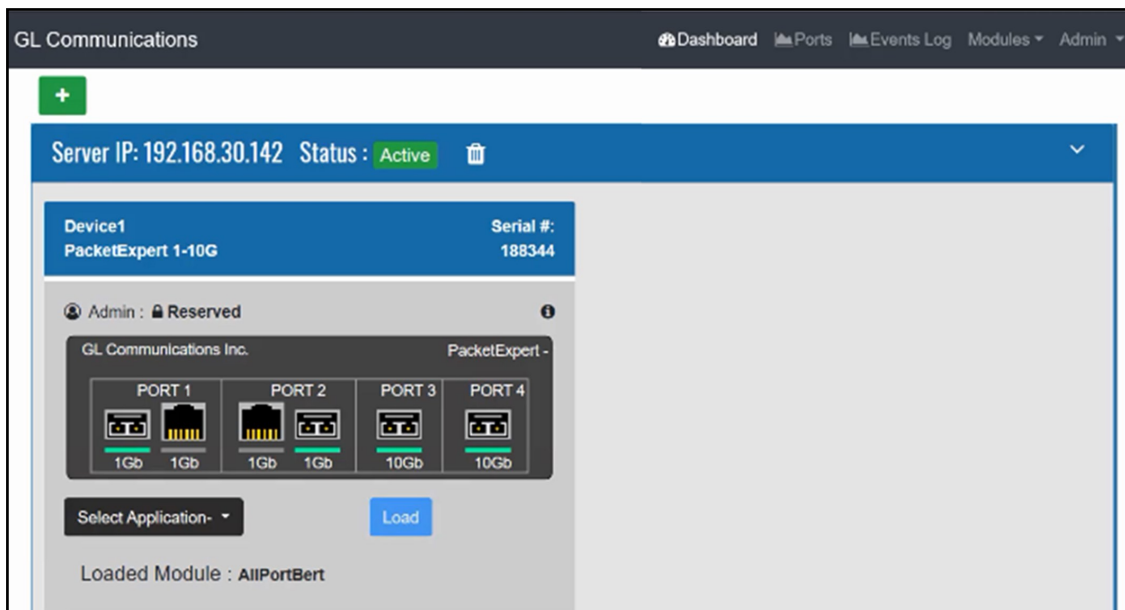 GL Communications Dashboard Ports Events Log Modules Admin
+
Server IP: 192.168.30.142 Status : Active
Device1 Serial #:
PacketExpert 1-10G 188344
Admin : Reserved
GL Communications Inc. PacketExpert -
PORT 1 PORT 2 PORT 3 PORT 4
1Gb 1Gb 1Gb 1Gb 10Gb 10Gb
Select Application- Load
Loaded Module : AllPortBert